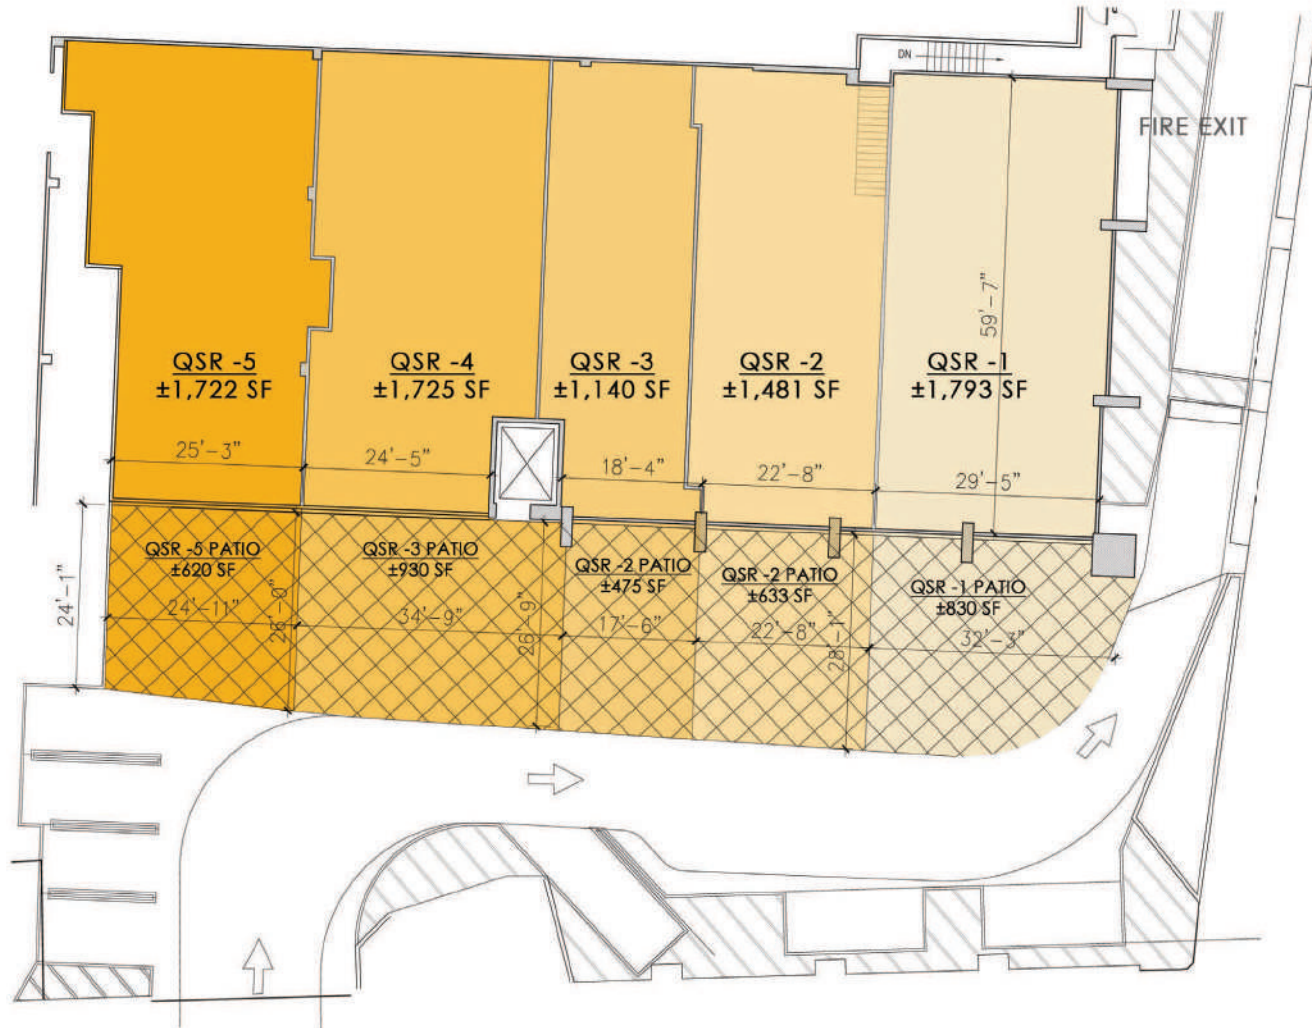 DN
FIRE EXIT
59'-7"
QSR -5
±1,722 SF
QSR -4
±1,725 SF
QSR -3
±1,140 SF
QSR -2
±1,481 SF
QSR -1
±1,793 SF
25'-3"
24'-5"
18'-4"
22'-8"
29'-5"
24'-1"
QSR -5 PATIO
±620 SF
24'-11"
26'-0"
QSR -3 PATIO
±930 SF
34'-9"
26'-9"
QSR -2 PATIO
±475 SF
17'-6"
QSR -2 PATIO
±633 SF
22'-8"
28'-1"
QSR -1 PATIO
±830 SF
32'-3"